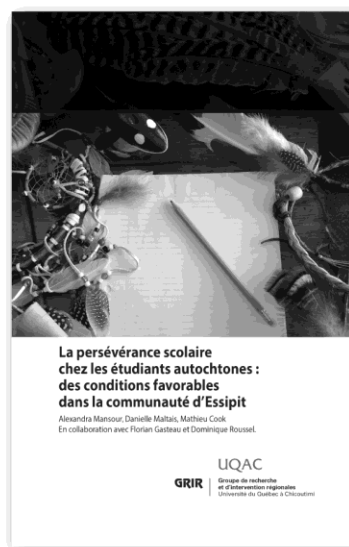 La persévérance scolaire
chez les étudiants autochtones :
des conditions favorables
dans la communauté d'Essipit
Alexandra Mansour, Danielle Maltais, Mathieu Cook
En collaboration avec Florian Gasteau et Dominique Roussel.
UQAC
GRIR
Groupe de recherche
et d'intervention régionales
Université du Québec à Chicoutimi